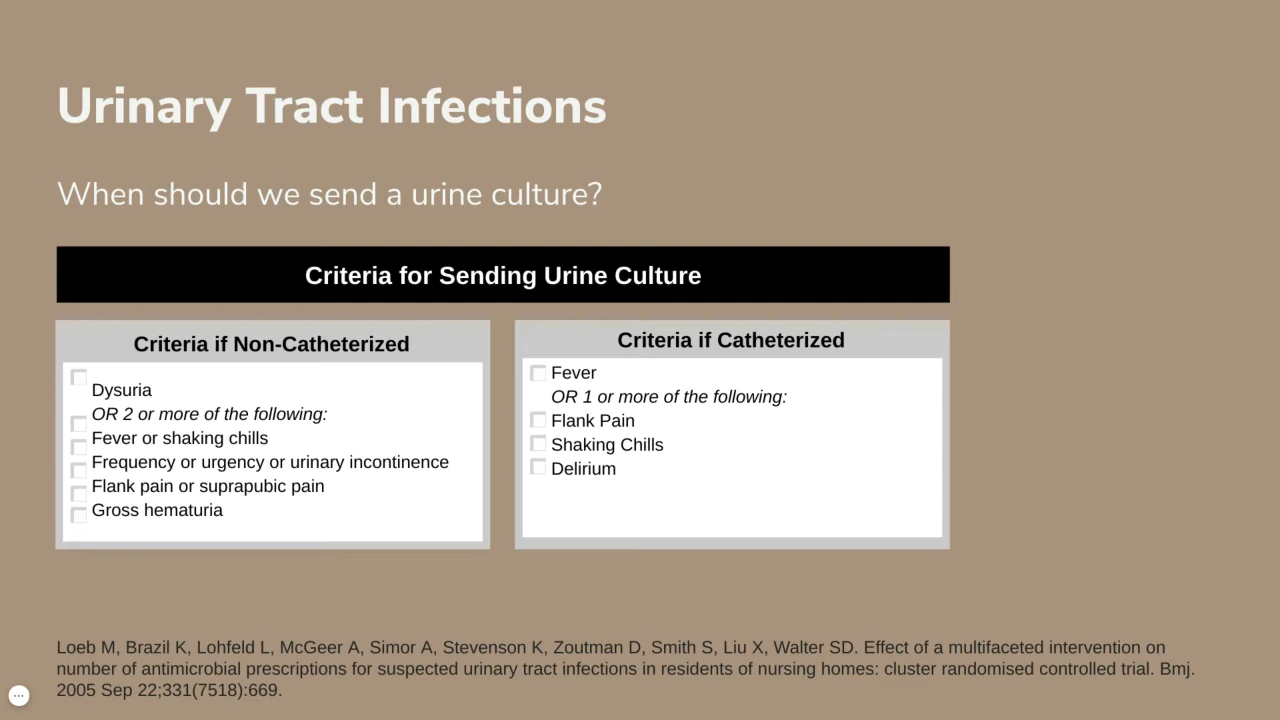 Urinary Tract Infections
When should we send a urine culture?
Criteria for Sending Urine Culture
Criteria if Non-Catheterized
Dysuria
OR 2 or more of the following:
Fever or shaking chills
Frequency or urgency or urinary incontinence
Flank pain or suprapubic pain
Gross hematuria
Criteria if Catheterized
Fever
OR 1 or more of the following:
Flank Pain
Shaking Chills
Delirium
Loeb M, Brazil K, Lohfeld L, McGeer A, Simor A, Stevenson K, Zoutman D, Smith S, Liu X, Walter SD. Effect of a multifaceted intervention on
number of antimicrobial prescriptions for suspected urinary tract infections in residents of nursing homes: cluster randomised controlled trial. Bmj.
2005 Sep 22;331(7518):669.